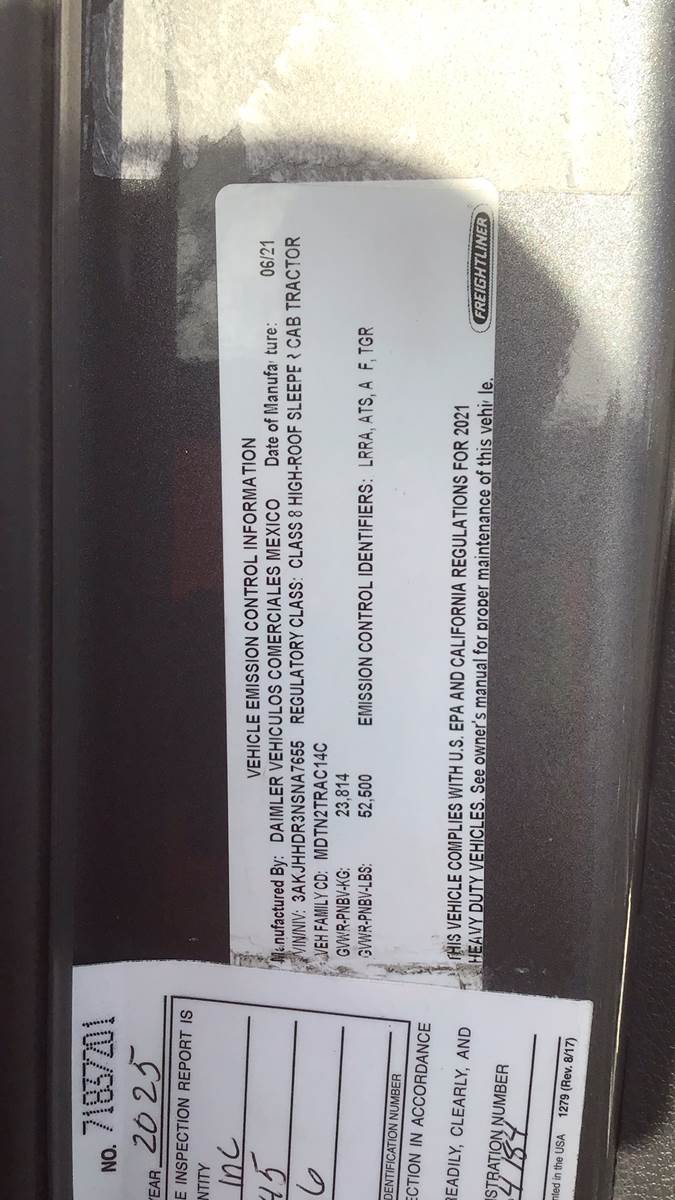 VEHICLE EMISSION CONTROL INFORMATION
Manufactured By: DAIMLER VEHICULOS COMERCIALES MEXICO Date of Manufa ture: 06/21
VIN/NIV: 3AKJHHDR3NSNA7655 REGULATORY CLASS: CLASS 8 HIGH-ROOF SLEEPER CAB TRACTOR
VEH FAMILY CD: MDTN2TRAC14C
GVWR-PNBV-KG: 23,814
GVWR-PNBV-LBS: 52,500 EMISSION CONTROL IDENTIFIERS: LRRA, ATS, A F, TGR
THIS VEHICLE COMPLIES WITH U.S. EPA AND CALIFORNIA REGULATIONS FOR 2021
HEAVY DUTY VEHICLES. See owner's manual for proper maintenance of this vehi le.
FREIGHTLINER
NO. 71837201
YEAR 2025
E INSPECTION REPORT IS
NTITY
INC
45
6
DENTIFICATION NUMBER
ECTION IN ACCORDANCE
EADILY, CLEARLY, AND
STRATION NUMBER
4184
nted in the USA 1279 (Rev. 8/17)